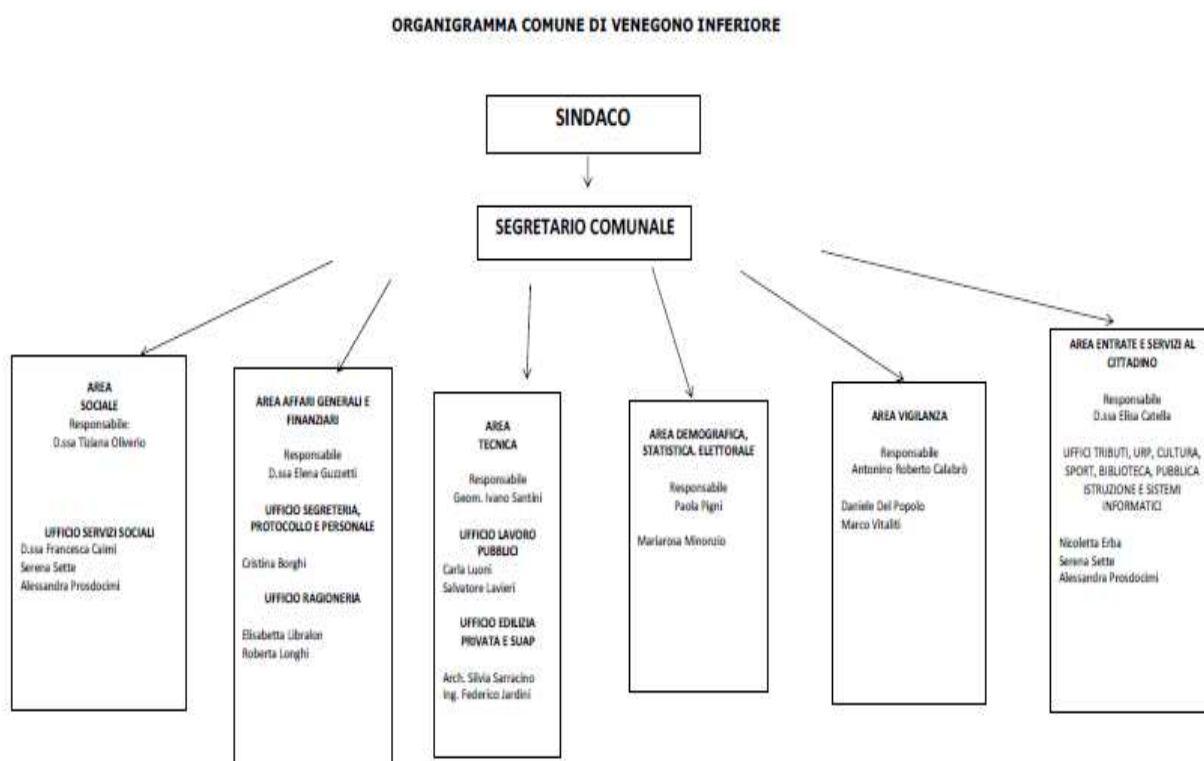 ORGANIGRAMMA COMUNE DI VENEGONO INFERIORE
SINDACO
SEGRETARIO COMUNALE
AREA
SOCIALE
Responsabile:
D.ssa Tiziana Oliverio
UFFICIO SERVIZI SOCIALI
D.ssa Francesca Caimi
Serena Sette
Alessandra Prosdocimi
AREA AFFARI GENERALI E
FINANZIARI
Responsabile
D.ssa Elena Guzzetti
UFFICIO SEGRETERIA,
PROTOCOLLO E PERSONALE
Cristina Borghi
UFFICIO RAGIONERIA
Elisabetta Libralon
Roberta Longhi
AREA
TECNICA
Responsabile
Geom. Ivano Santini
UFFICIO LAVORO
PUBBLICI
Carla Luoni
Salvatore Lavieri
UFFICIO EDILIZIA
PRIVATA E SUAP
Arch. Silvia Sarracino
Ing. Federico Jardini
AREA DEMOGRAFICA,
STATISTICA. ELETTORALE
Responsabile
Paola Pigni
Mariarosa Minonzio
AREA VIGILANZA
Responsabile
Antonino Roberto Calabrò
Daniele Del Popolo
Marco Vitaliti
AREA ENTRATE E SERVIZI AL
CITTADINO
Responsabile
D.ssa Elisa Catella
UFFICI TRIBUTI, URP, CULTURA,
SPORT, BIBLIOTECA, PUBBLICA
ISTRUZIONE E SISTEMI
INFORMATICI
Nicoletta Erba
Serena Sette
Alessandra Prosdocimi